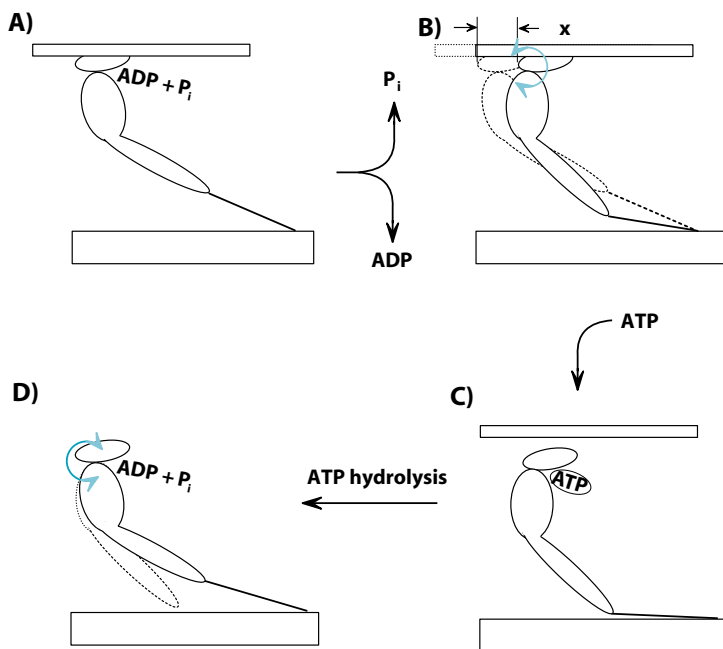 A)
ADP + Pi
Pi
ADP
B)
x
ATP
C)
ATP
ATP hydrolysis
D)
ADP + Pi